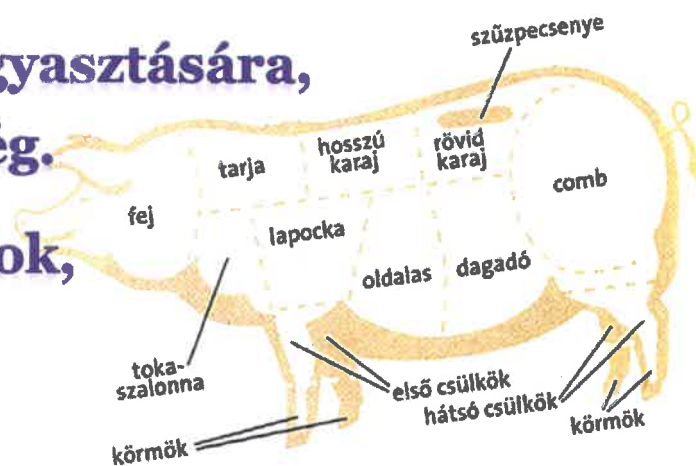 gyasztására,
ég.
ok,
szűzpecsenye
tarja
hosszú
karaj
rövid
karaj
comb
fej
lapocka
oldalas
dagadó
toka-
szalonna
első csülkök
hátsó csülkök
körmök
körmök